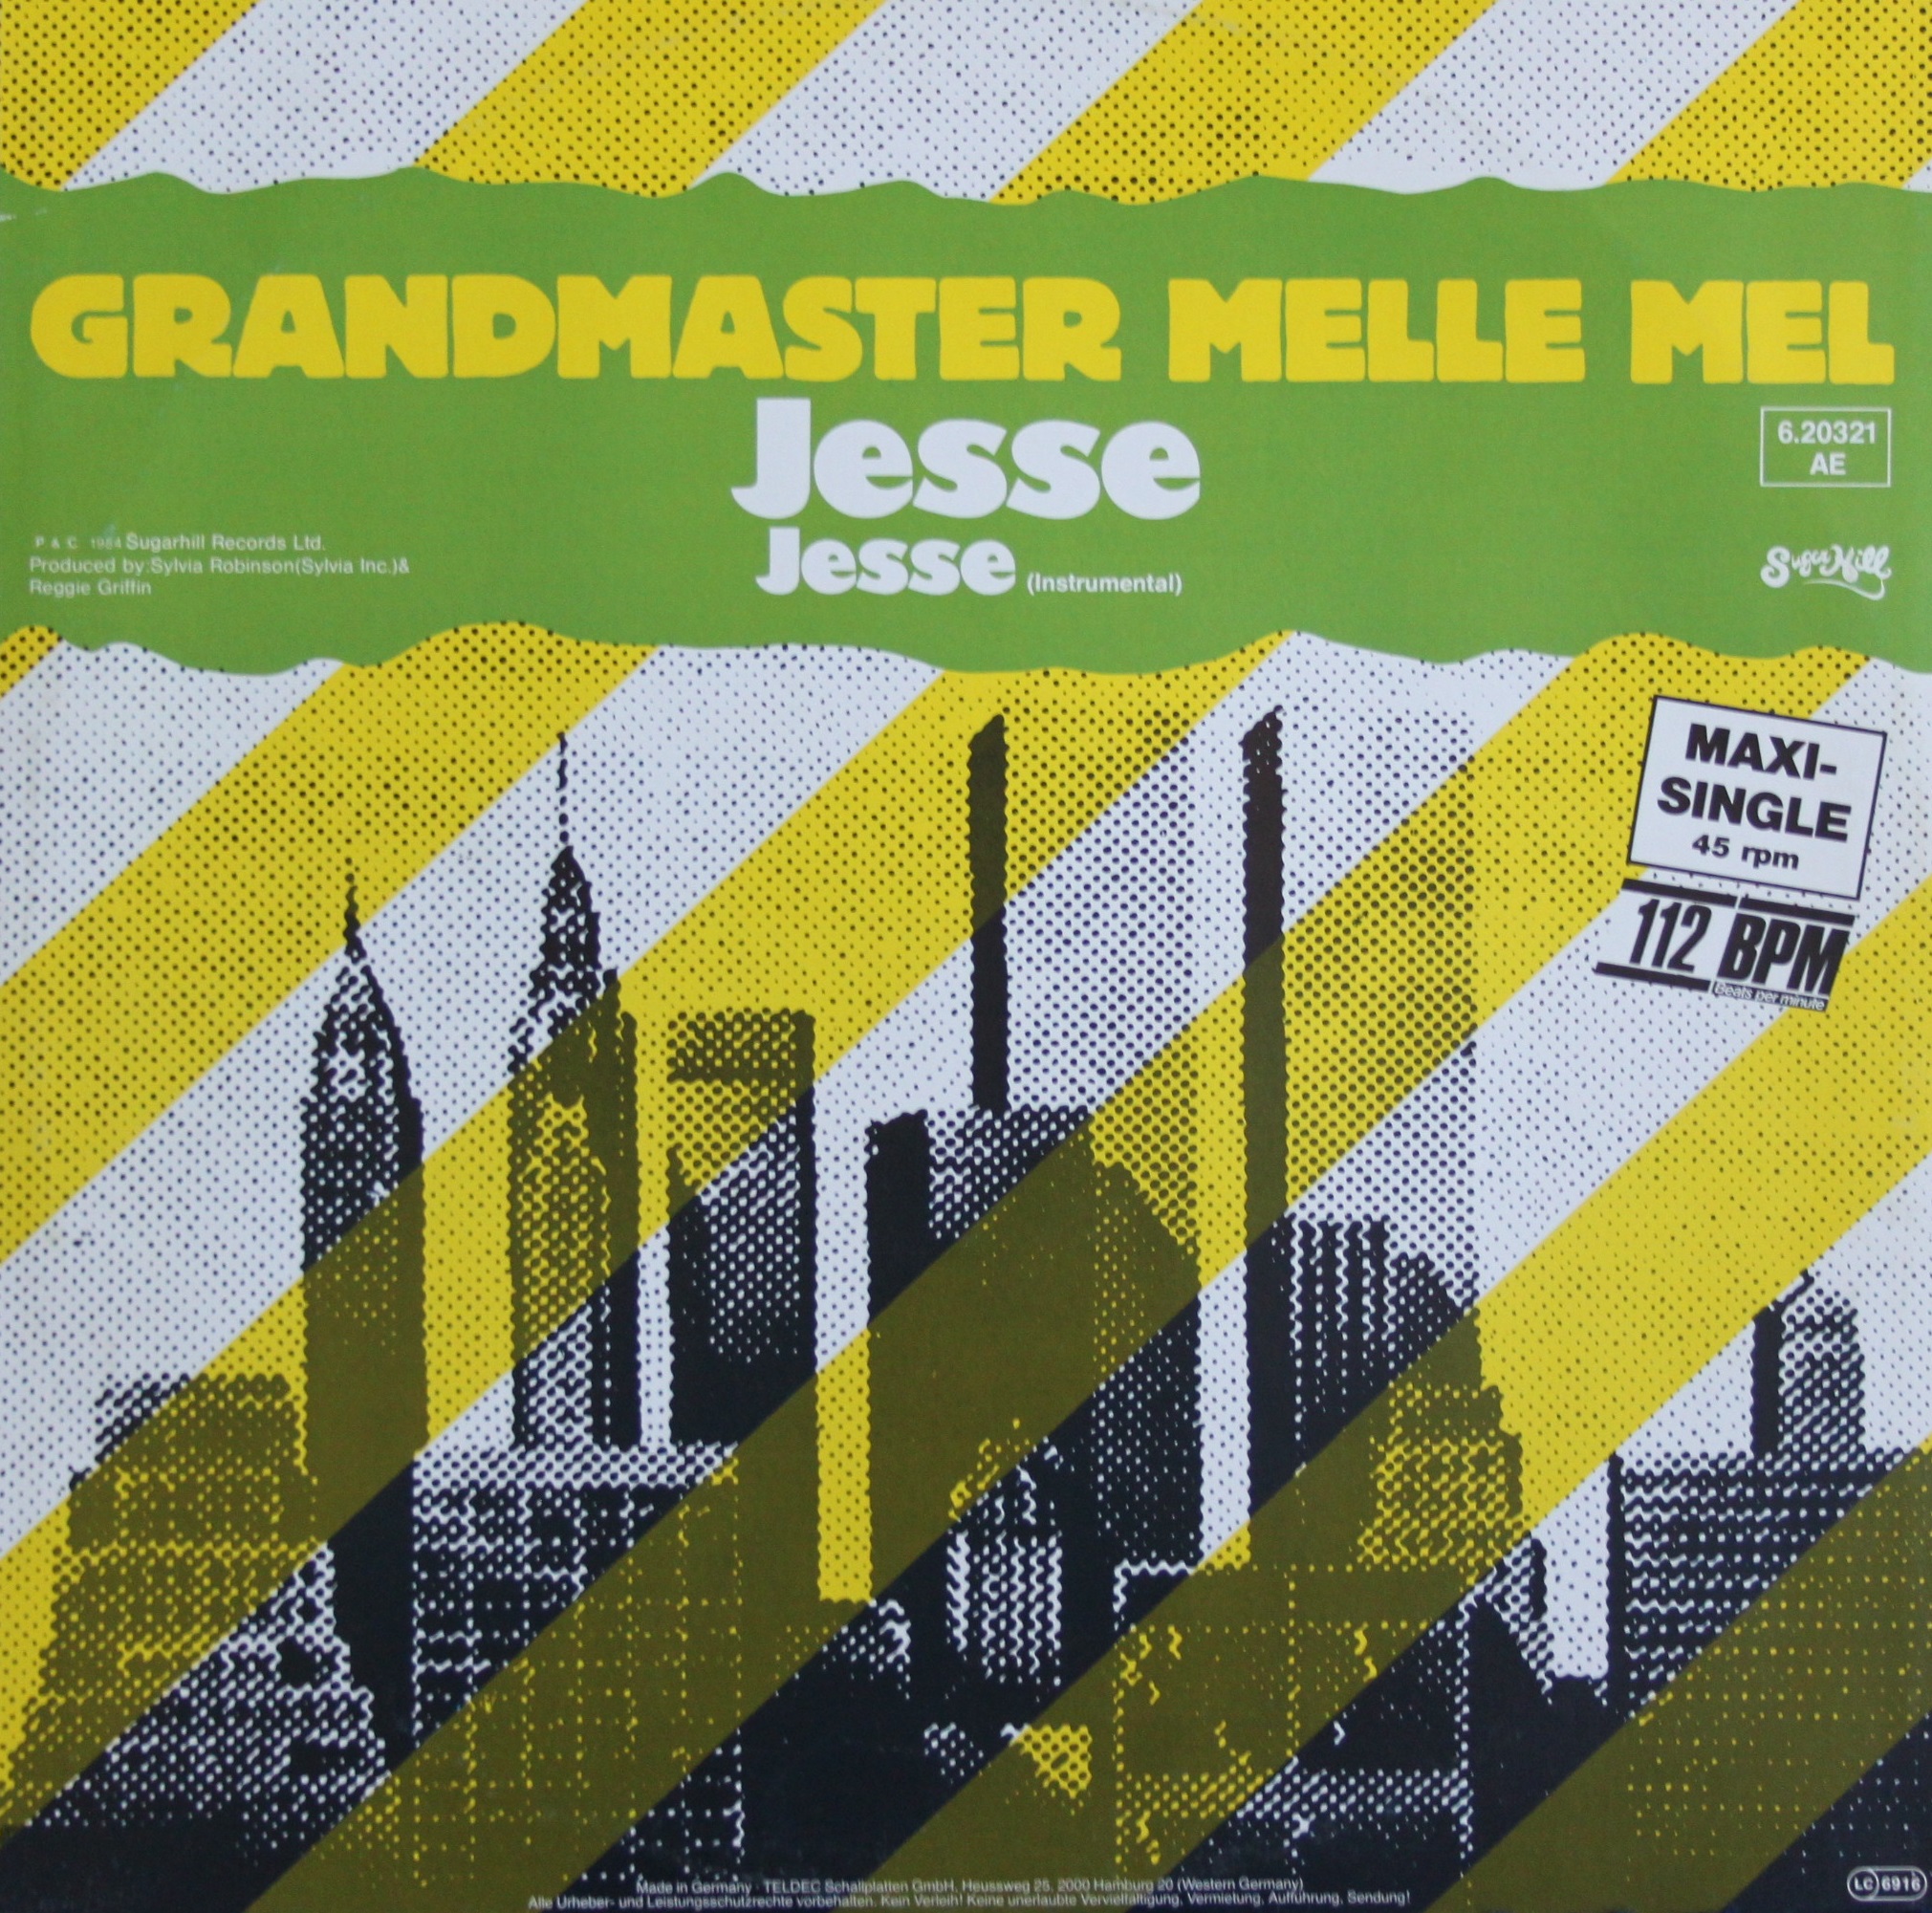 GRANDMASTER MELLE MEL
Jesse
Jesse (Instrumental)
6.20321
AE
P & C 1984 Sugarhill Records Ltd.
Produced by:Sylvia Robinson(Sylvia Inc.)&
Reggie Griffin
Sugar Hill
MAXI-
SINGLE
45 rpm
112 BPM
Beats per minute
Made in Germany · TELDEC Schallplatten GmbH, Heussweg 25, 2000 Hamburg 20 (Western Germany)
Alle Urheber- und Leistungsschutzrechte vorbehalten. Kein Verleih! Keine unerlaubte Vervielfältigung, Vermietung, Aufführung, Sendung!
LC 6916